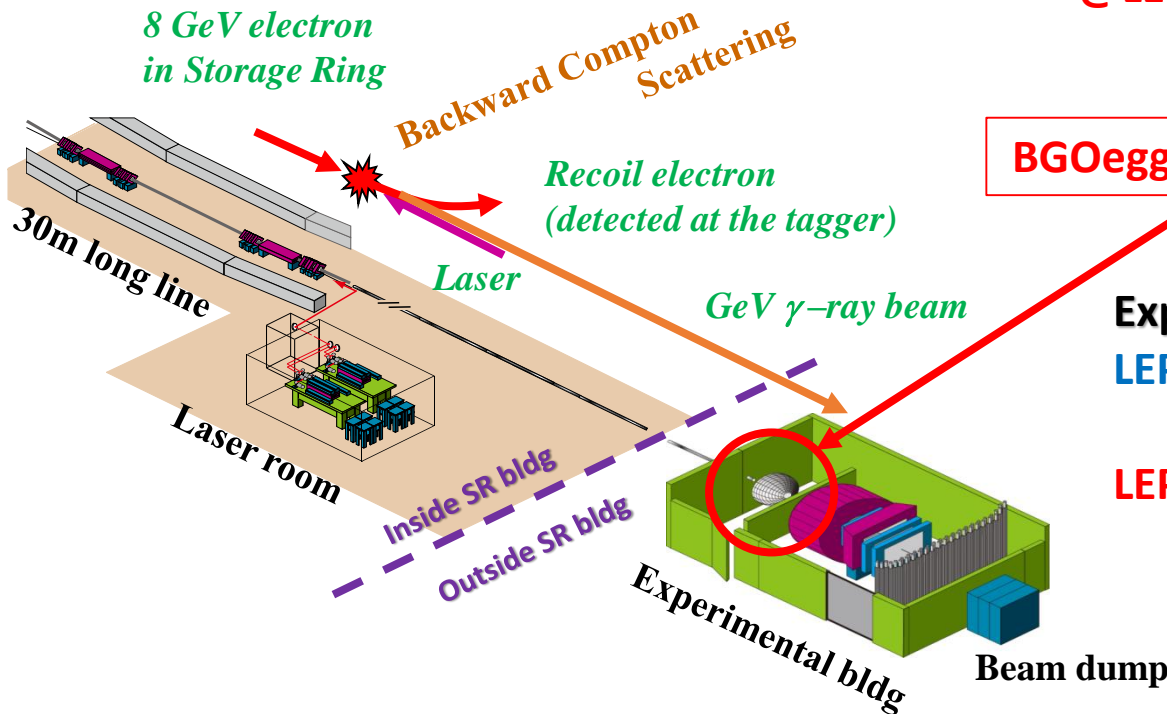 8 GeV electron
in Storage Ring
Backward Compton
Scattering
BGOegg
Recoil electron
(detected at the tagger)
30m long line
Laser
GeV γ–ray beam
Laser room
Inside SR bldg
Outside SR bldg
Experimental bldg
Beam dump